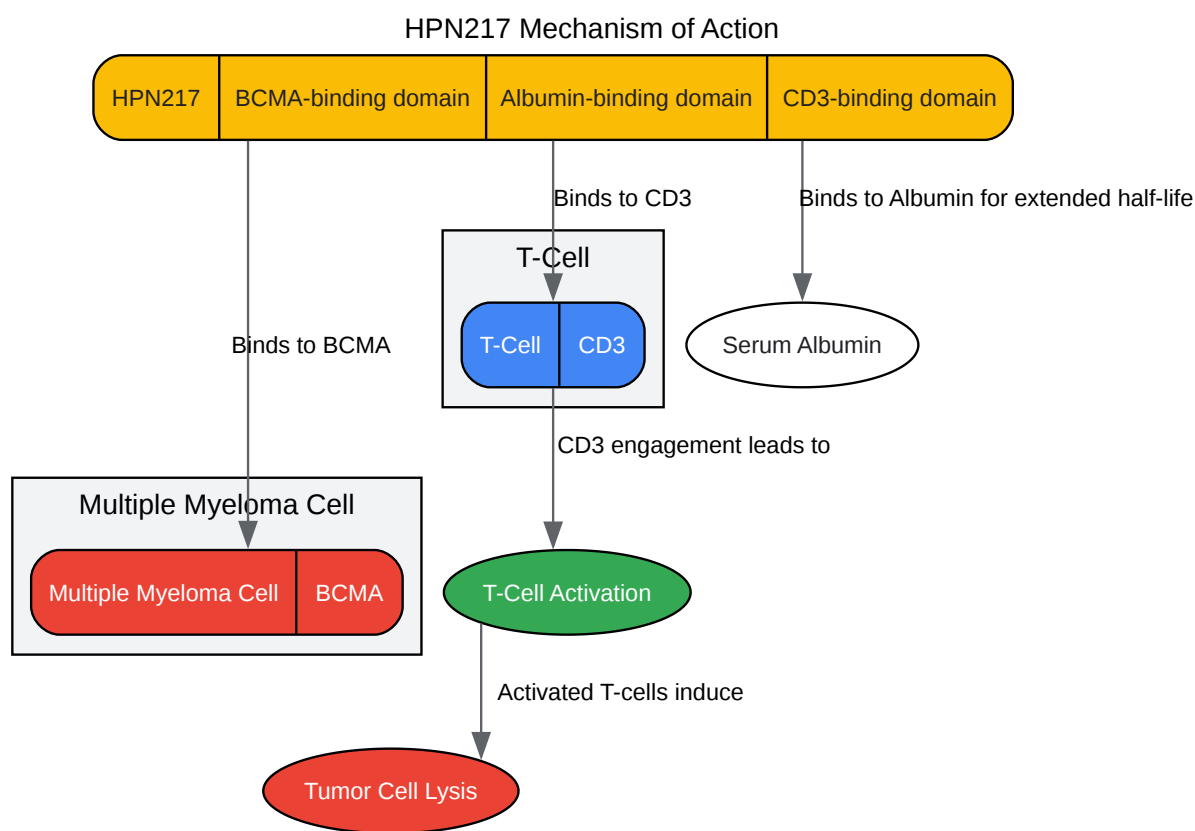 HPN217 Mechanism of Action
HPN217
BCMA-binding domain
Albumin-binding domain
CD3-binding domain
Binds to CD3
Binds to Albumin for extended half-life
T-Cell
T-Cell
CD3
Serum Albumin
Binds to BCMA
CD3 engagement leads to
Multiple Myeloma Cell
Multiple Myeloma Cell
BCMA
T-Cell Activation
Activated T-cells induce
Tumor Cell Lysis